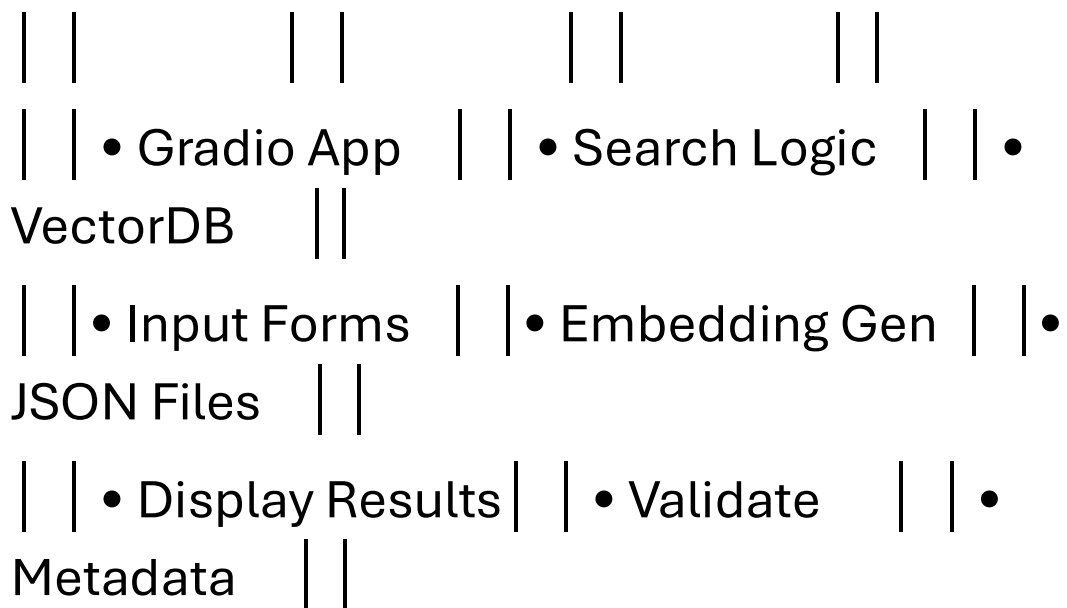 │ │ │ │ │ │ │ │
│ │ • Gradio App │ │ • Search Logic │ │ •
VectorDB │ │
│ │ • Input Forms │ │ • Embedding Gen │ │ •
JSON Files │ │
│ │ • Display Results│ │ • Validate │ │ •
Metadata │ │